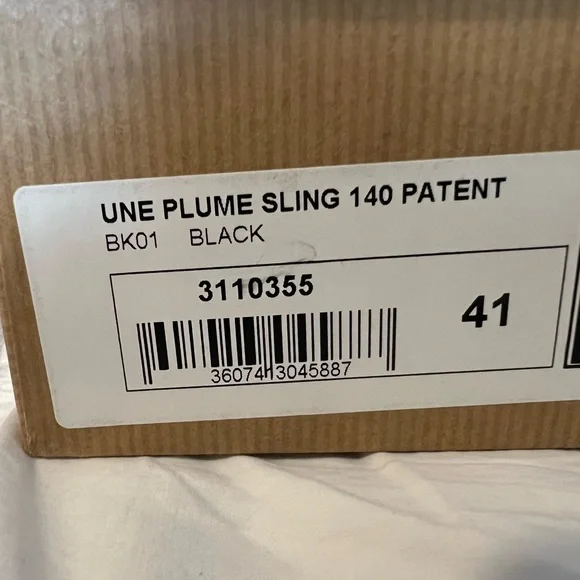 UNE PLUME SLING 140 PATENT
BK01 BLACK
3110355
41
3607413045887